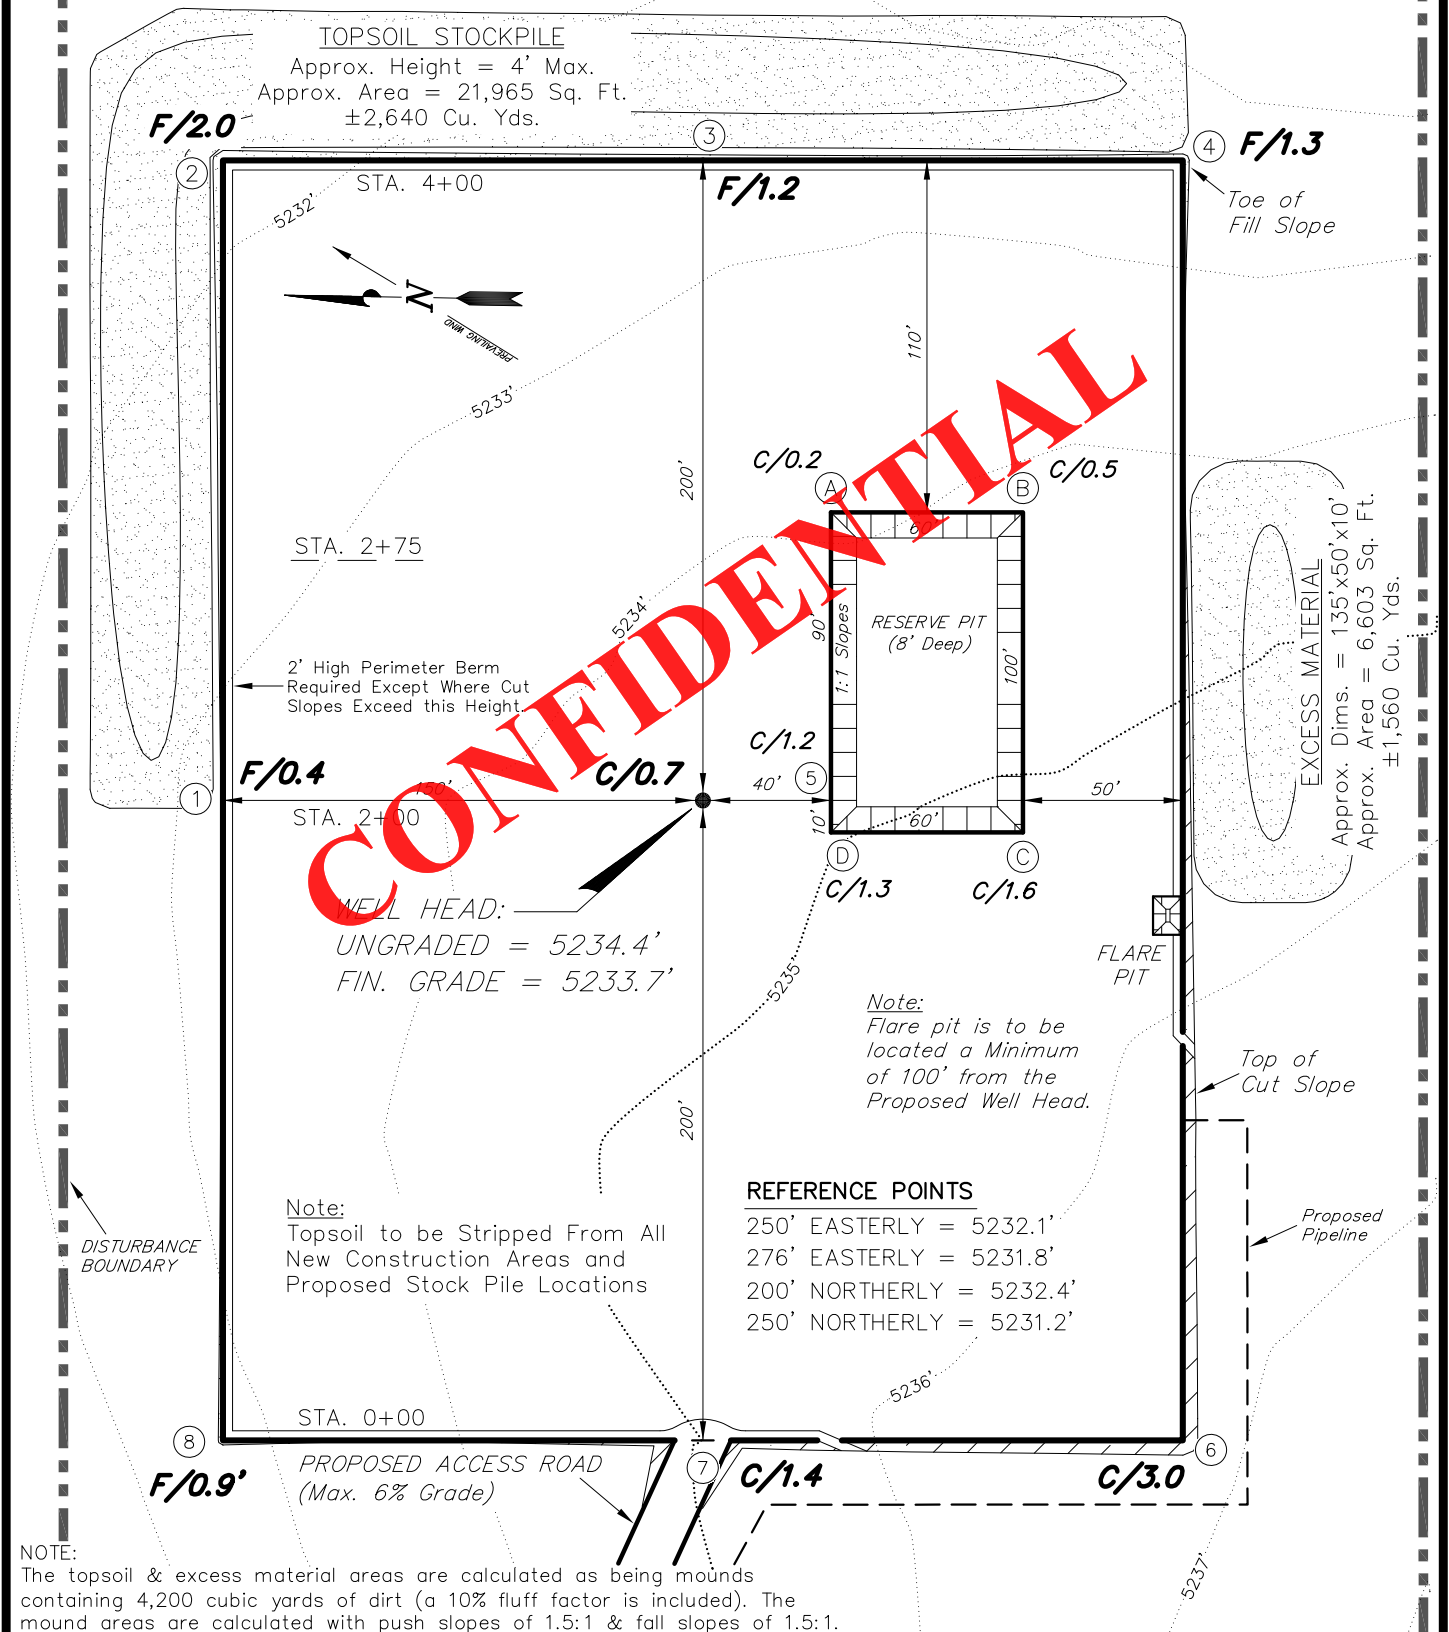 TOPSOIL STOCKPILE
Approx. Height = 4' Max.
Approx. Area = 21,965 Sq. Ft.
±2,640 Cu. Yds.
F/2.0
2
3
4
F/1.3
STA. 4+00
F/1.2
Toe of
Fill Slope
5232'
N
PREVAILING WIND
110'
5233'
200'
C/0.2
A
B
C/0.5
60'
STA. 2+75
5234'
90'
1:1 Slopes
RESERVE PIT
(8' Deep)
100'
EXCESS MATERIAL
Approx. Dims. = 135'x50'x10'
Approx. Area = 6,603 Sq. Ft.
±1,560 Cu. Yds.
2' High Perimeter Berm
Required Except Where Cut
Slopes Exceed this Height.
CONFIDENTIAL
C/1.2
5
1
F/0.4
150'
C/0.7
40'
50'
STA. 2+00
10'
60'
D
C
C/1.3
C/1.6
WELL HEAD:
UNGRADED = 5234.4'
FIN. GRADE = 5233.7'
FLARE
PIT
5235'
Note:
Flare pit is to be
located a Minimum
of 100' from the
Proposed Well Head.
Top of
Cut Slope
200'
REFERENCE POINTS
250' EASTERLY = 5232.1'
276' EASTERLY = 5231.8'
200' NORTHERLY = 5232.4'
250' NORTHERLY = 5231.2'
Note:
Topsoil to be Stripped From All
New Construction Areas and
Proposed Stock Pile Locations
DISTURBANCE
BOUNDARY
Proposed
Pipeline
5236'
STA. 0+00
8
F/0.9'
PROPOSED ACCESS ROAD
(Max. 6% Grade)
7
C/1.4
C/3.0
6
5237'
NOTE:
The topsoil & excess material areas are calculated as being mounds
containing 4,200 cubic yards of dirt (a 10% fluff factor is included). The
mound areas are calculated with push slopes of 1.5:1 & fall slopes of 1.5:1.